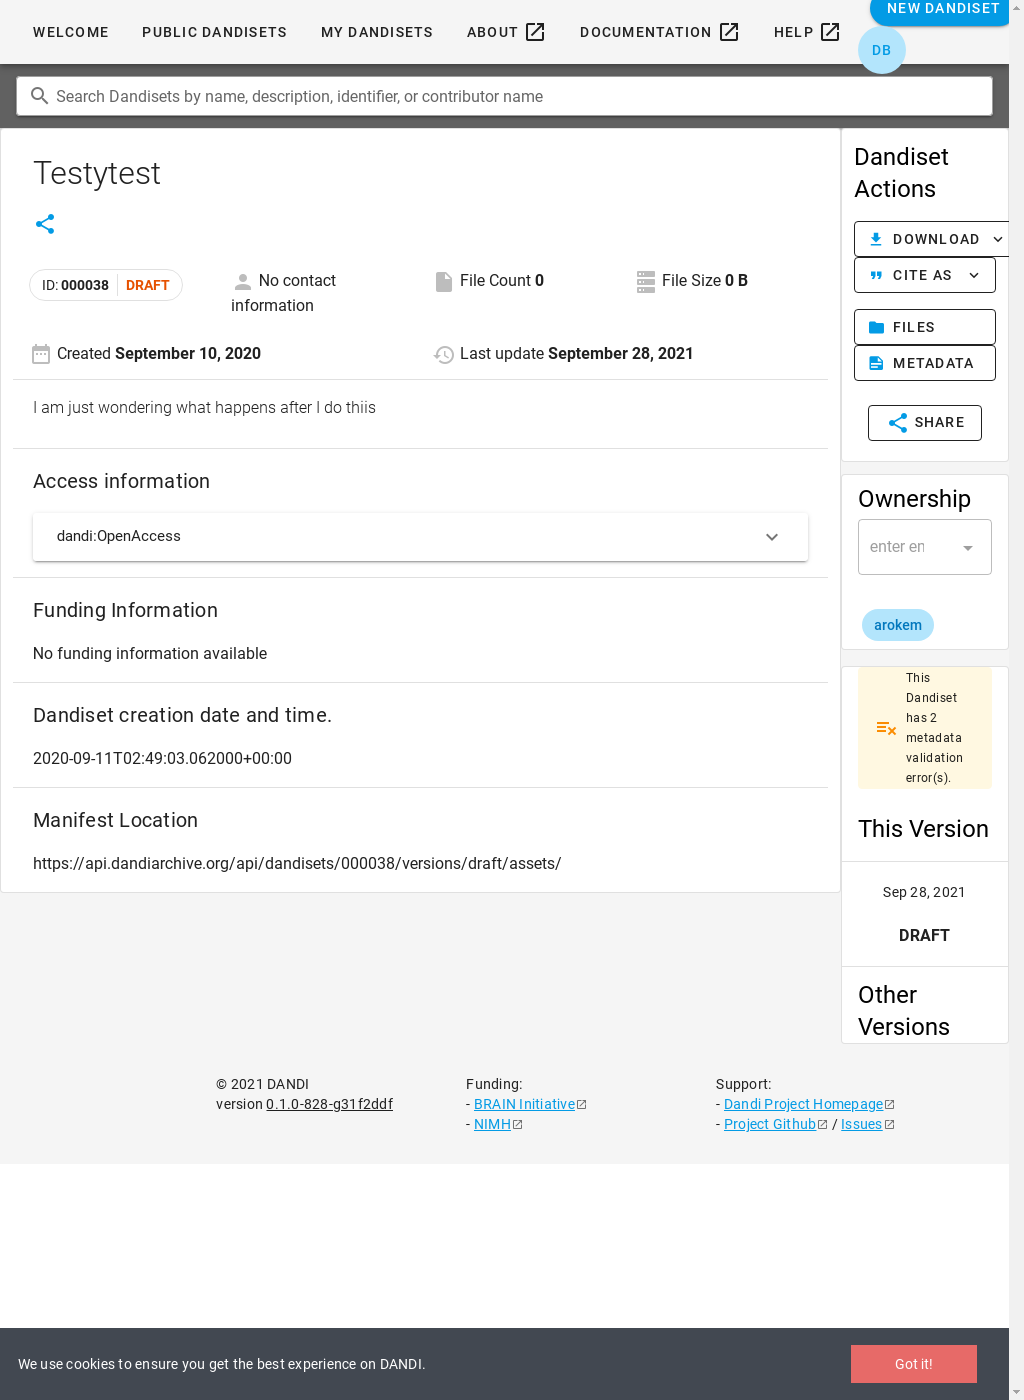 WELCOME PUBLIC DANDISETS MY DANDISETS ABOUT DOCUMENTATION HELP NEW DANDISET
DB
Search Dandisets by name, description, identifier, or contributor name
Testytest
ID: 000038 DRAFT
No contact information
File Count 0
File Size 0 B
Created September 10, 2020
Last update September 28, 2021
I am just wondering what happens after I do thiis
Access information
dandi:OpenAccess
Funding Information
No funding information available
Dandiset creation date and time.
2020-09-11T02:49:03.062000+00:00
Manifest Location
https://api.dandiarchive.org/api/dandisets/000038/versions/draft/assets/
Dandiset
Actions
DOWNLOAD
CITE AS
FILES
METADATA
SHARE
Ownership
enter en
arokem
This
Dandiset
has 2
metadata
validation
error(s).
This Version
Sep 28, 2021
DRAFT
Other
Versions
© 2021 DANDI
version 0.1.0-828-g31f2ddf
Funding:
- BRAIN Initiative
- NIMH
Support:
- Dandi Project Homepage
- Project Github / Issues
We use cookies to ensure you get the best experience on DANDI.
Got it!